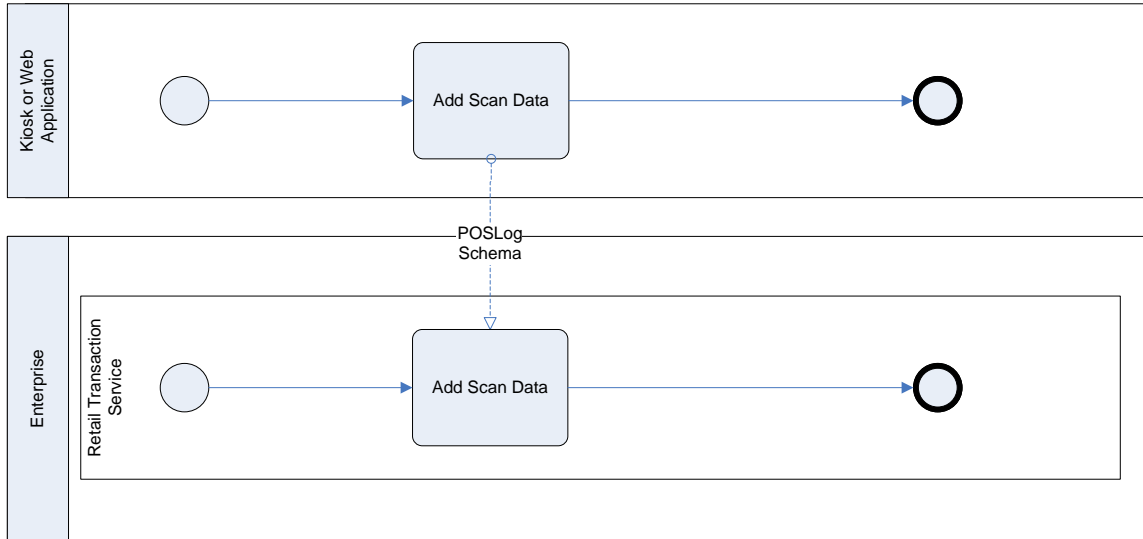 Kiosk or Web
Application
Add Scan Data
POSLog
Schema
Enterprise
Retail Transaction
Service
Add Scan Data